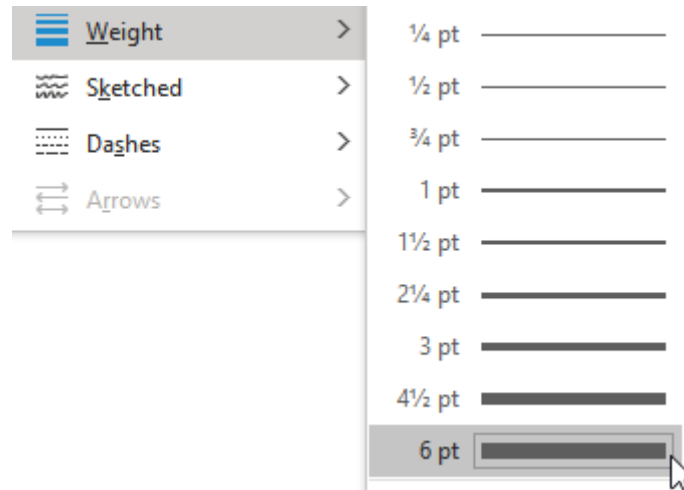 Weight
Sketched
Dashes
Arrows
¼ pt
½ pt
¾ pt
1 pt
1½ pt
2¼ pt
3 pt
4½ pt
6 pt